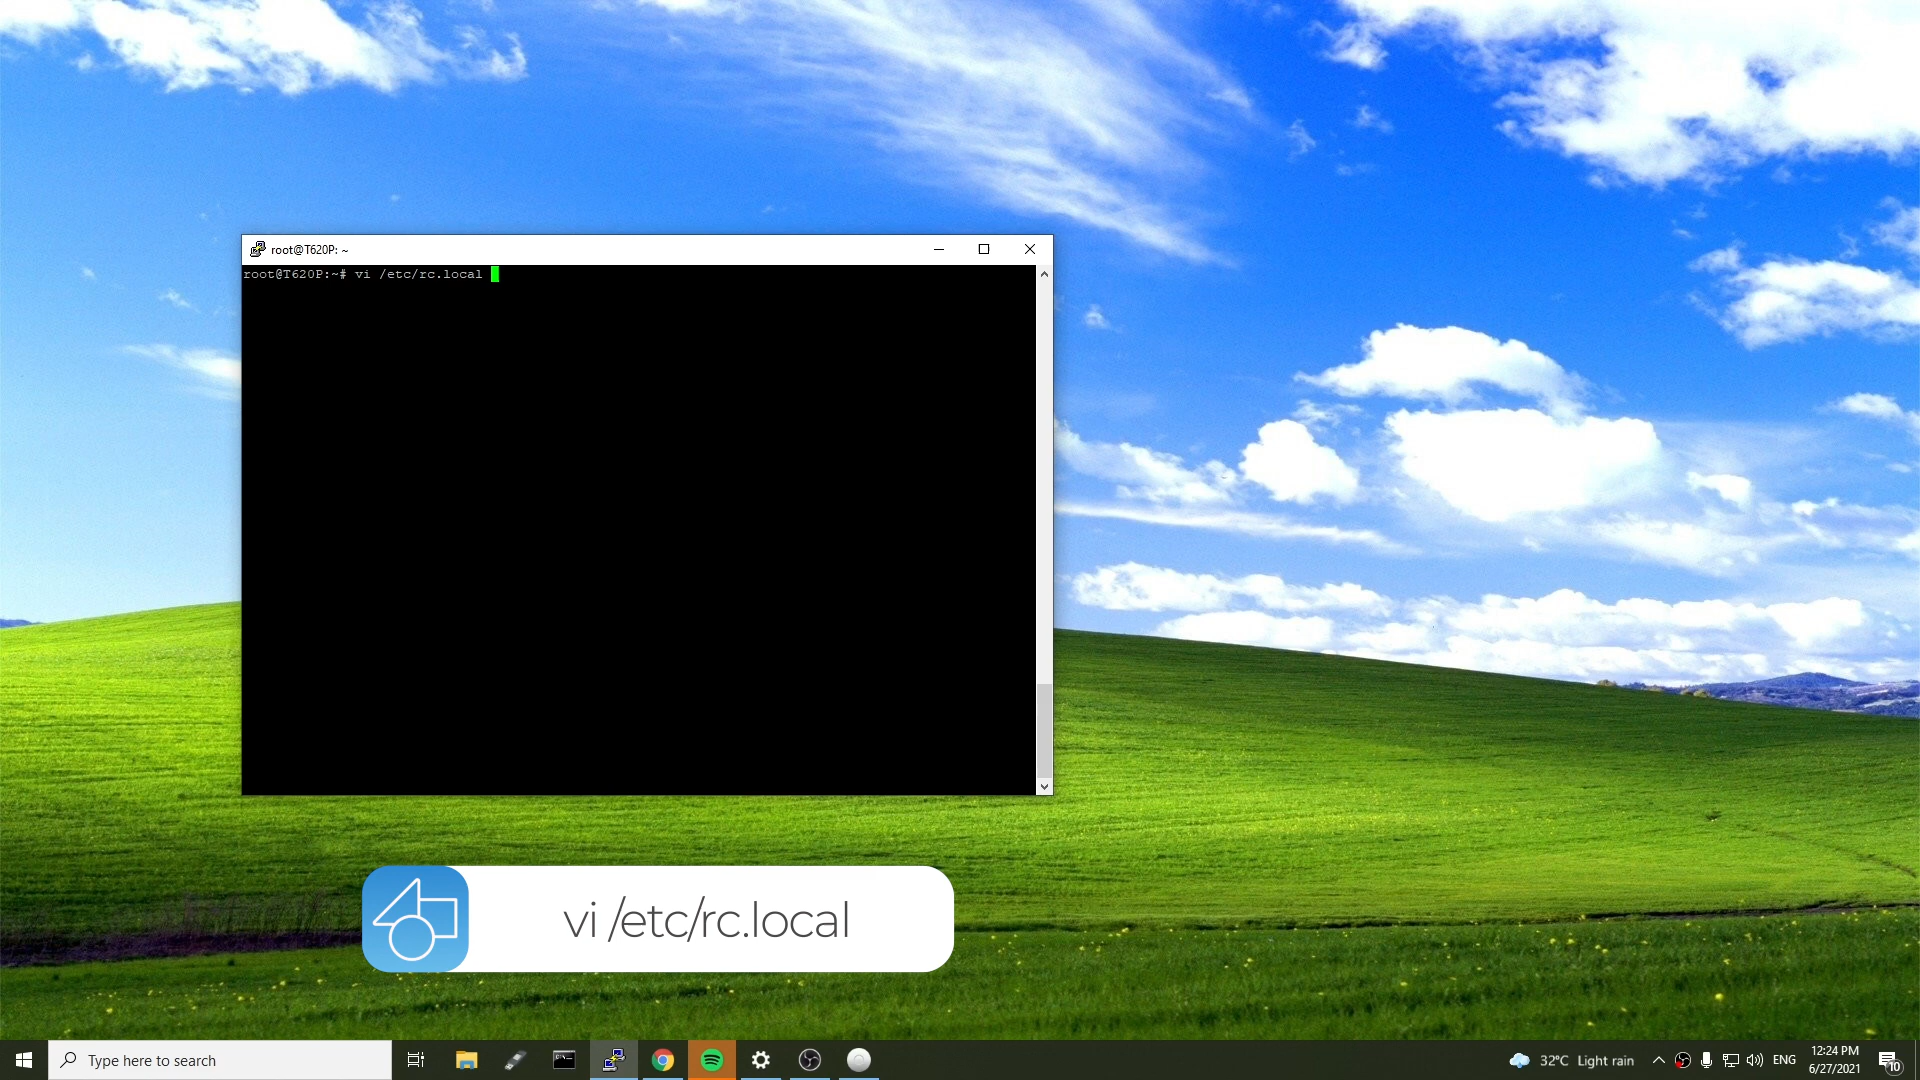 root@T620P: ~
root@T620P:~# vi /etc/rc.local
vi /etc/rc.local
Type here to search
32°C Light rain
ENG
12:24 PM
6/27/2021
10